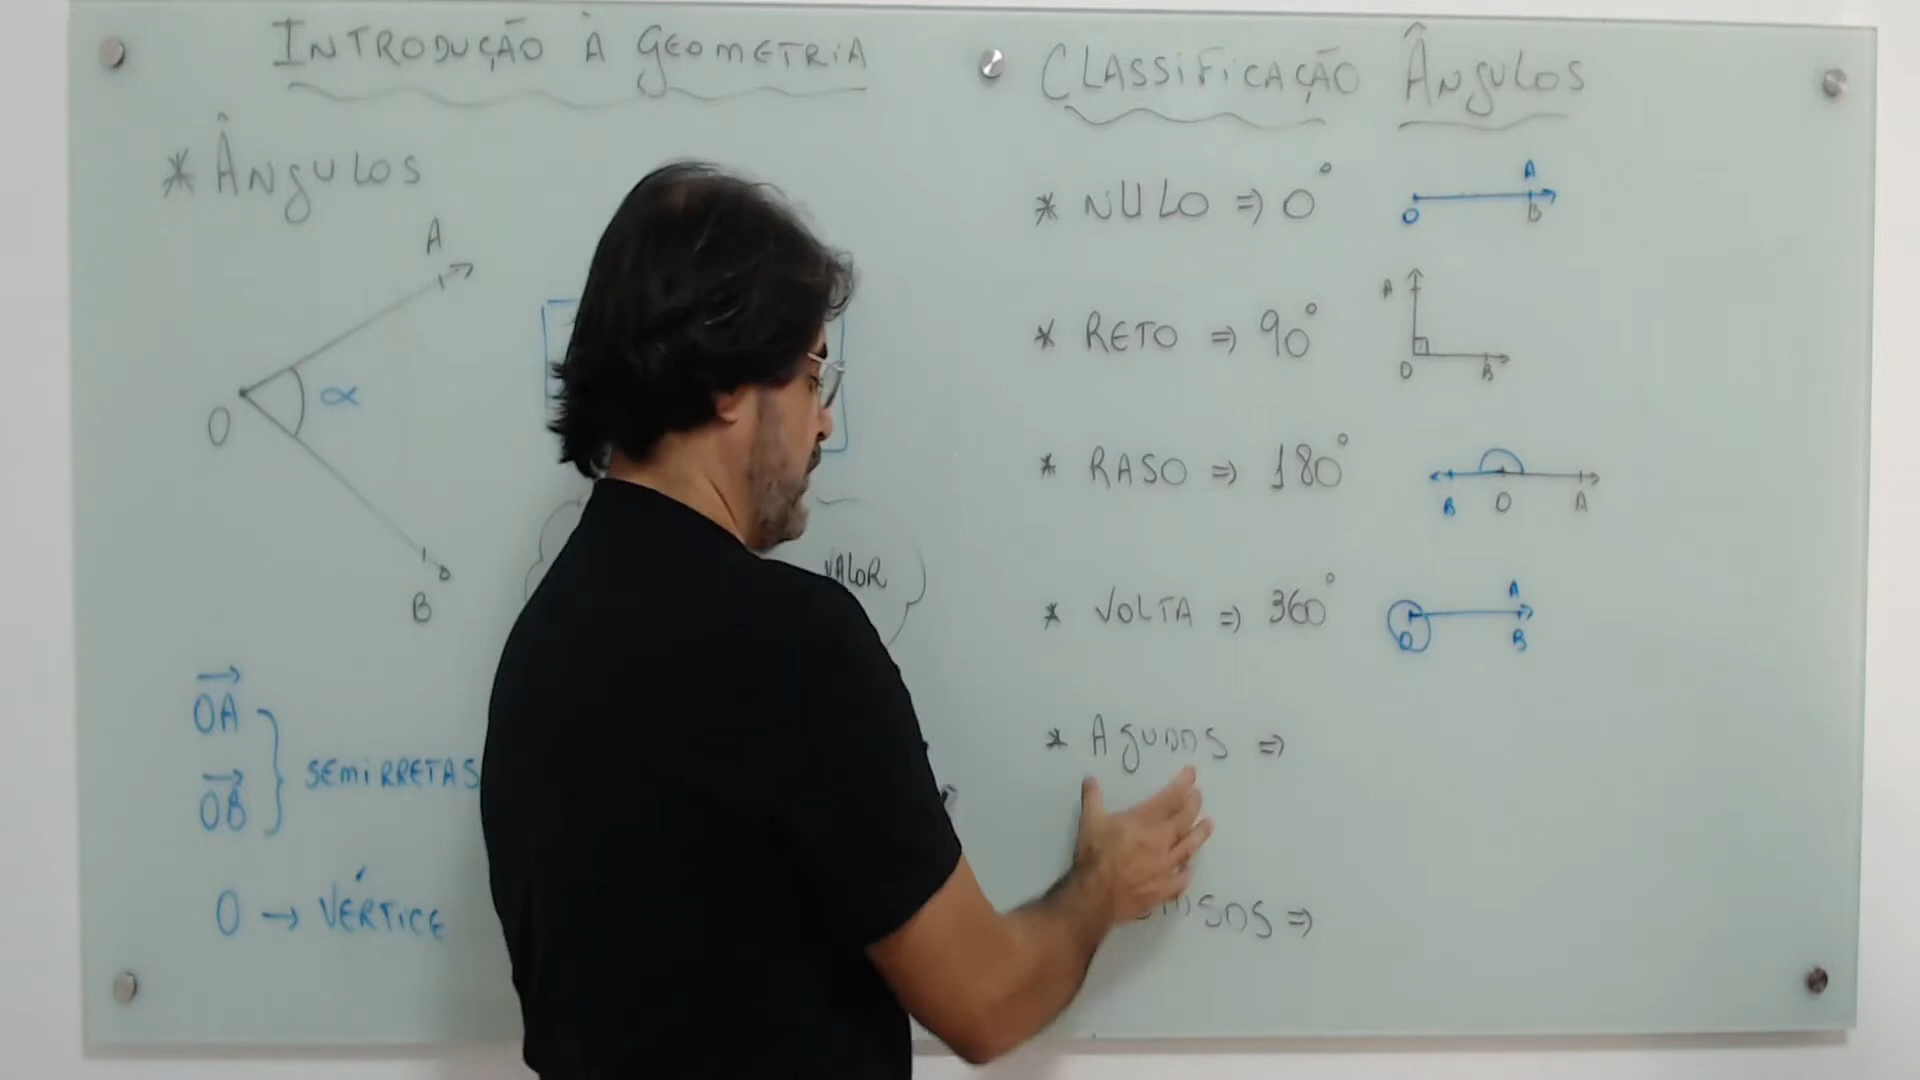 INTRODUÇÃO À GEOMETRIA
* ÂNGULOS
A
O
α
B
VALOR
OA
OB
SEMIRRETAS
O → VÉRTICE
CLASSIFICAÇÃO ÂNGULOS
* NULO ⇒ 0°
O A B
* RETO ⇒ 90°
A
O B
* RASO ⇒ 180°
B O A
* VOLTA ⇒ 360°
A
O B
* AGUDOS ⇒